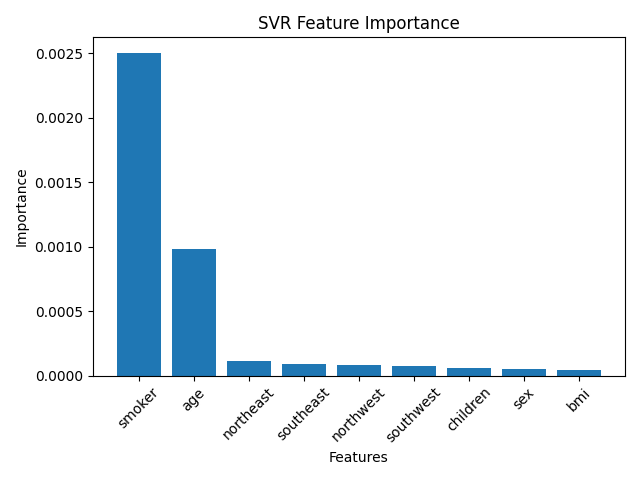 SVR Feature Importance
Importance
0.0025
0.0020
0.0015
0.0010
0.0005
0.0000
smoker
age
northeast
southeast
northwest
southwest
children
sex
bmi
Features